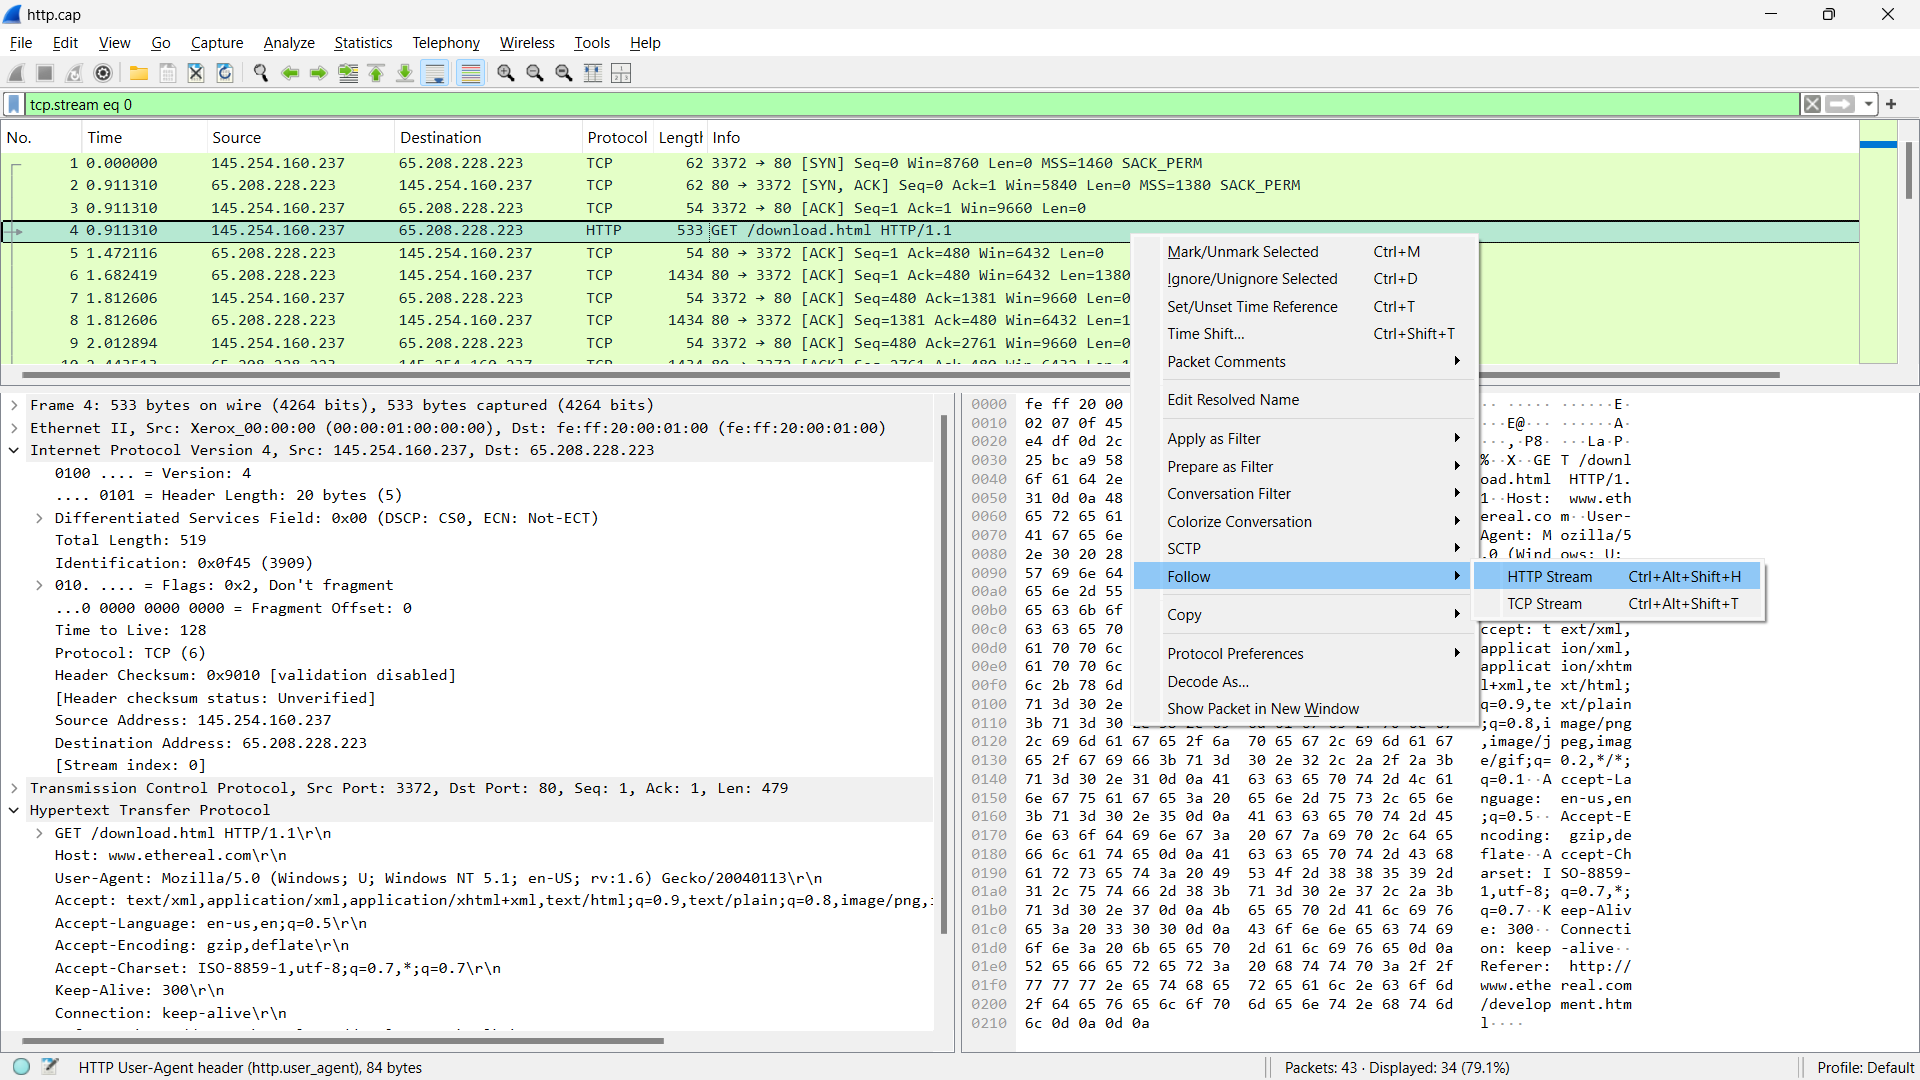 http.cap
File Edit View Go Capture Analyze Statistics Telephony Wireless Tools Help
tcp.stream eq 0
No. Time Source Destination Protocol Length Info
1 0.000000 145.254.160.237 65.208.228.223 TCP 62 3372 → 80 [SYN] Seq=0 Win=8760 Len=0 MSS=1460 SACK_PERM
2 0.911310 65.208.228.223 145.254.160.237 TCP 62 80 → 3372 [SYN, ACK] Seq=0 Ack=1 Win=5840 Len=0 MSS=1380 SACK_PERM
3 0.911310 145.254.160.237 65.208.228.223 TCP 54 3372 → 80 [ACK] Seq=1 Ack=1 Win=9660 Len=0
4 0.911310 145.254.160.237 65.208.228.223 HTTP 533 GET /download.html HTTP/1.1
5 1.472116 65.208.228.223 145.254.160.237 TCP 54 80 → 3372 [ACK] Seq=1 Ack=480 Win=6432 Len=0
6 1.682419 65.208.228.223 145.254.160.237 TCP 1434 80 → 3372 [ACK] Seq=1 Ack=480 Win=6432 Len=1380
7 1.812606 145.254.160.237 65.208.228.223 TCP 54 3372 → 80 [ACK] Seq=480 Ack=1381 Win=9660 Len=0
8 1.812606 65.208.228.223 145.254.160.237 TCP 1434 80 → 3372 [ACK] Seq=1381 Ack=480 Win=6432 Len=1
9 2.012894 145.254.160.237 65.208.228.223 TCP 54 3372 → 80 [ACK] Seq=480 Ack=2761 Win=9660 Len=0
Mark/Unmark Selected Ctrl+M
Ignore/Unignore Selected Ctrl+D
Set/Unset Time Reference Ctrl+T
Time Shift... Ctrl+Shift+T
Packet Comments
Edit Resolved Name
Apply as Filter
Prepare as Filter
Conversation Filter
Colorize Conversation
SCTP
Follow
Copy
Protocol Preferences
Decode As...
Show Packet in New Window
HTTP Stream Ctrl+Alt+Shift+H
TCP Stream Ctrl+Alt+Shift+T
Frame 4: 533 bytes on wire (4264 bits), 533 bytes captured (4264 bits)
Ethernet II, Src: Xerox_00:00:00 (00:00:01:00:00:00), Dst: fe:ff:20:00:01:00 (fe:ff:20:00:01:00)
Internet Protocol Version 4, Src: 145.254.160.237, Dst: 65.208.228.223
0100 .... = Version: 4
.... 0101 = Header Length: 20 bytes (5)
Differentiated Services Field: 0x00 (DSCP: CS0, ECN: Not-ECT)
Total Length: 519
Identification: 0x0f45 (3909)
010. .... = Flags: 0x2, Don't fragment
...0 0000 0000 0000 = Fragment Offset: 0
Time to Live: 128
Protocol: TCP (6)
Header Checksum: 0x9010 [validation disabled]
[Header checksum status: Unverified]
Source Address: 145.254.160.237
Destination Address: 65.208.228.223
[Stream index: 0]
Transmission Control Protocol, Src Port: 3372, Dst Port: 80, Seq: 1, Ack: 1, Len: 479
Hypertext Transfer Protocol
GET /download.html HTTP/1.1\r\n
Host: www.ethereal.com\r\n
User-Agent: Mozilla/5.0 (Windows; U; Windows NT 5.1; en-US; rv:1.6) Gecko/20040113\r\n
Accept: text/xml,application/xml,application/xhtml+xml,text/html;q=0.9,text/plain;q=0.8,image/png,
Accept-Language: en-us,en;q=0.5\r\n
Accept-Encoding: gzip,deflate\r\n
Accept-Charset: ISO-8859-1,utf-8;q=0.7,*;q=0.7\r\n
Keep-Alive: 300\r\n
Connection: keep-alive\r\n
0000 fe ff 20 00 ·· ····· ······E·
0010 02 07 0f 45 ···E@··· ······A·
0020 e4 df 0d 2c ···,·P8· ···La·P·
0030 25 bc a9 58 %··X··GE T /downl
0040 6f 61 64 2e oad.html HTTP/1.
0050 31 0d 0a 48 1··Host: www.eth
0060 65 72 65 61 ereal.co m··User-
0070 41 67 65 6e Agent: M ozilla/5
0080 2e 30 20 28 .0 (Wind ows; U;
0090 57 69 6e 64
00a0 65 6e 2d 55
00b0 65 63 6b 6f
00c0 63 63 65 70 ccept: t ext/xml,
00d0 61 70 70 6c applicat ion/xml,
00e0 61 70 70 6c applicat ion/xhtm
00f0 6c 2b 78 6d l+xml,te xt/html;
0100 71 3d 30 2e q=0.9,te xt/plain
0110 3b 71 3d 30 ;q=0.8,i mage/png
0120 2c 69 6d 61 67 65 2f 6a 70 65 67 2c 69 6d 61 67 ,image/j peg,imag
0130 65 2f 67 69 66 3b 71 3d 30 2e 32 2c 2a 2f 2a 3b e/gif;q= 0.2,*/*;
0140 71 3d 30 2e 31 0d 0a 41 63 63 65 70 74 2d 4c 61 q=0.1··A ccept-La
0150 6e 67 75 61 67 65 3a 20 65 6e 2d 75 73 2c 65 6e nguage: en-us,en
0160 3b 71 3d 30 2e 35 0d 0a 41 63 63 65 70 74 2d 45 ;q=0.5·· Accept-E
0170 6e 63 6f 64 69 6e 67 3a 20 67 7a 69 70 2c 64 65 ncoding: gzip,de
0180 66 6c 61 74 65 0d 0a 41 63 63 65 70 74 2d 43 68 flate··A ccept-Ch
0190 61 72 73 65 74 3a 20 49 53 4f 2d 38 38 35 39 2d arset: I SO-8859-
01a0 31 2c 75 74 66 2d 38 3b 71 3d 30 2e 37 2c 2a 3b 1,utf-8; q=0.7,*;
01b0 71 3d 30 2e 37 0d 0a 4b 65 65 70 2d 41 6c 69 76 q=0.7··K eep-Aliv
01c0 65 3a 20 33 30 30 0d 0a 43 6f 6e 6e 65 63 74 69 e: 300·· Connecti
01d0 6f 6e 3a 20 6b 65 65 70 2d 61 6c 69 76 65 0d 0a on: keep -alive··
01e0 52 65 66 65 72 65 72 3a 20 68 74 74 70 3a 2f 2f Referer: http://
01f0 77 77 77 2e 65 74 68 65 72 65 61 6c 2e 63 6f 6d www.ethe real.com
0200 2f 64 65 76 65 6c 6f 70 6d 65 6e 74 2e 68 74 6d /develop ment.htm
0210 6c 0d 0a 0d 0a l····
HTTP User-Agent header (http.user_agent), 84 bytes
Packets: 43 · Displayed: 34 (79.1%)
Profile: Default